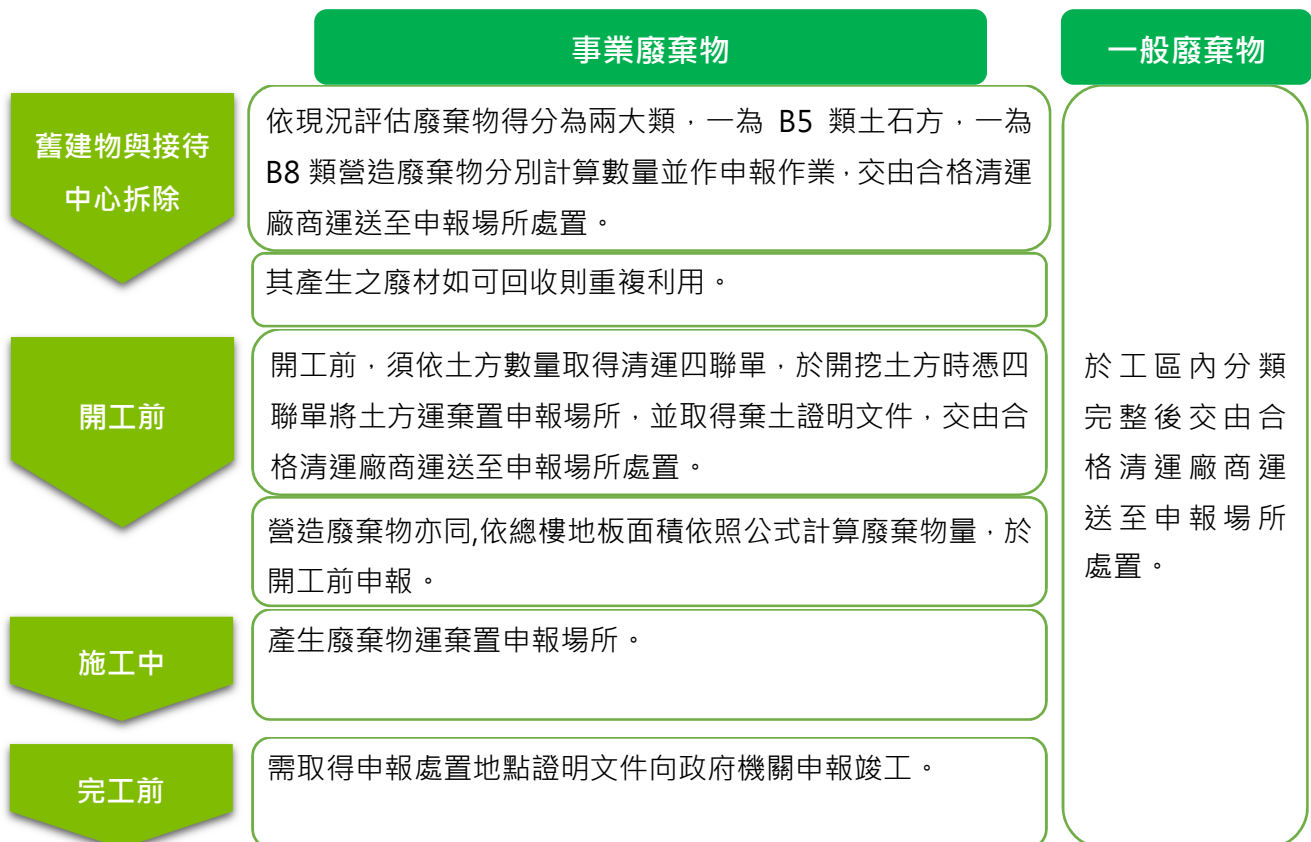 事業廢棄物
一般廢棄物
舊建物與接待
中心拆除
依現況評估廢棄物得分為兩大類，一為 B5 類土石方，一為
B8 類營造廢棄物分別計算數量並作申報作業，交由合格清運
廠商運送至申報場所處置。
其產生之廢材如可回收則重複利用。
開工前
開工前，須依土方數量取得清運四聯單，於開挖土方時憑四
聯單將土方運棄置申報場所，並取得棄土證明文件，交由合
格清運廠商運送至申報場所處置。
營造廢棄物亦同,依總樓地板面積依照公式計算廢棄物量，於
開工前申報。
施工中
產生廢棄物運棄置申報場所。
完工前
需取得申報處置地點證明文件向政府機關申報竣工。
於工區內分類
完整後交由合
格清運廠商運
送至申報場所
處置。